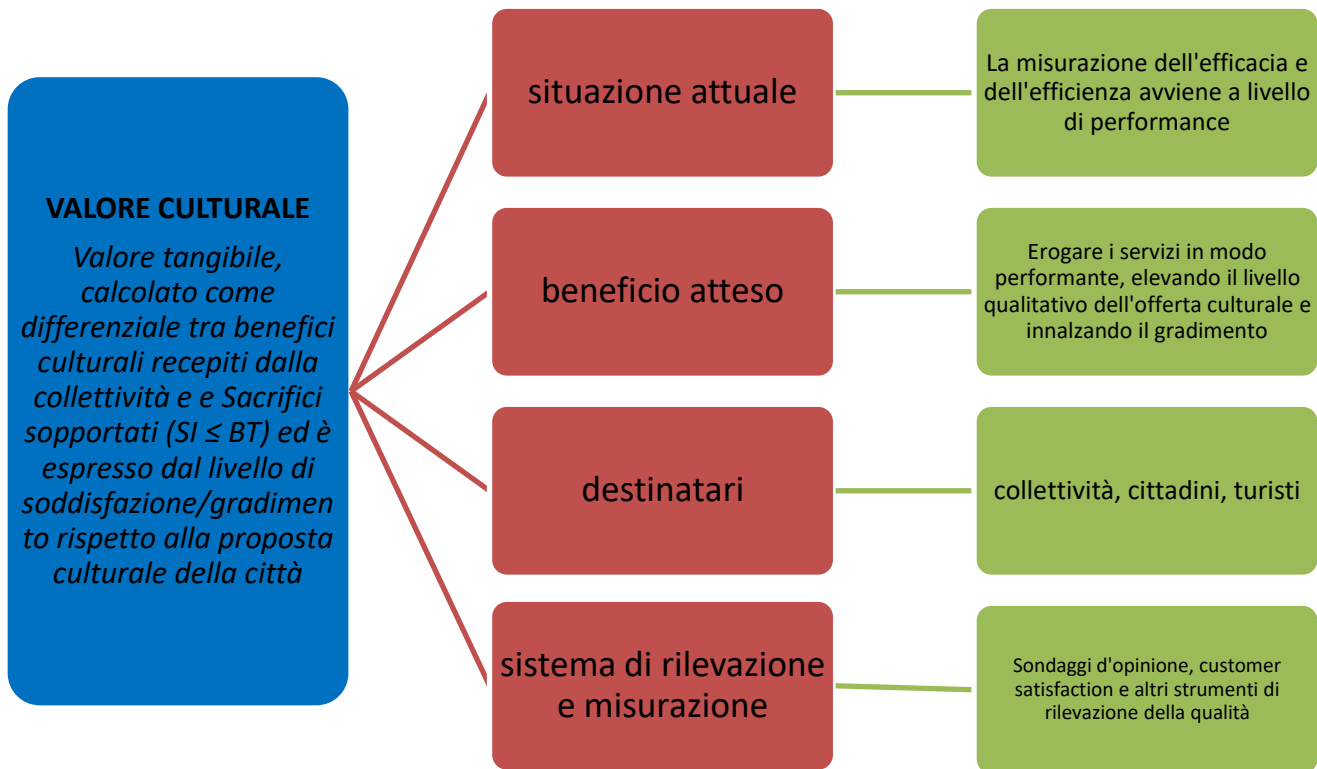 VALORE CULTURALE
Valore tangibile,
calcolato come
differenziale tra benefici
culturali recepiti dalla
collettività e e Sacrifici
sopportati (SI ≤ BT) ed è
espresso dal livello di
soddisfazione/gradimen
to rispetto alla proposta
culturale della città
situazione attuale
La misurazione dell'efficacia e
dell'efficienza avviene a livello
di performance
beneficio atteso
Erogare i servizi in modo
performante, elevando il livello
qualitativo dell'offerta culturale e
innalzando il gradimento
destinatari
collettività, cittadini, turisti
sistema di rilevazione
e misurazione
Sondaggi d'opinione, customer
satisfaction e altri strumenti di
rilevazione della qualità